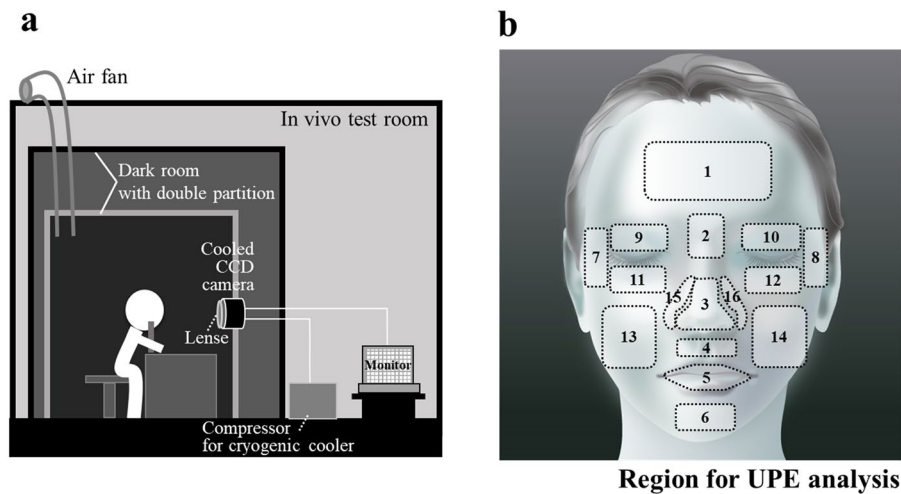 a
Air fan
In vivo test room
Dark room
with double partition
Cooled
CCD
camera
Lense
Monitor
Compressor
for cryogenic cooler
b
1
2
9
10
7
8
11
12
15
3
16
13
14
4
5
6
Region for UPE analysis